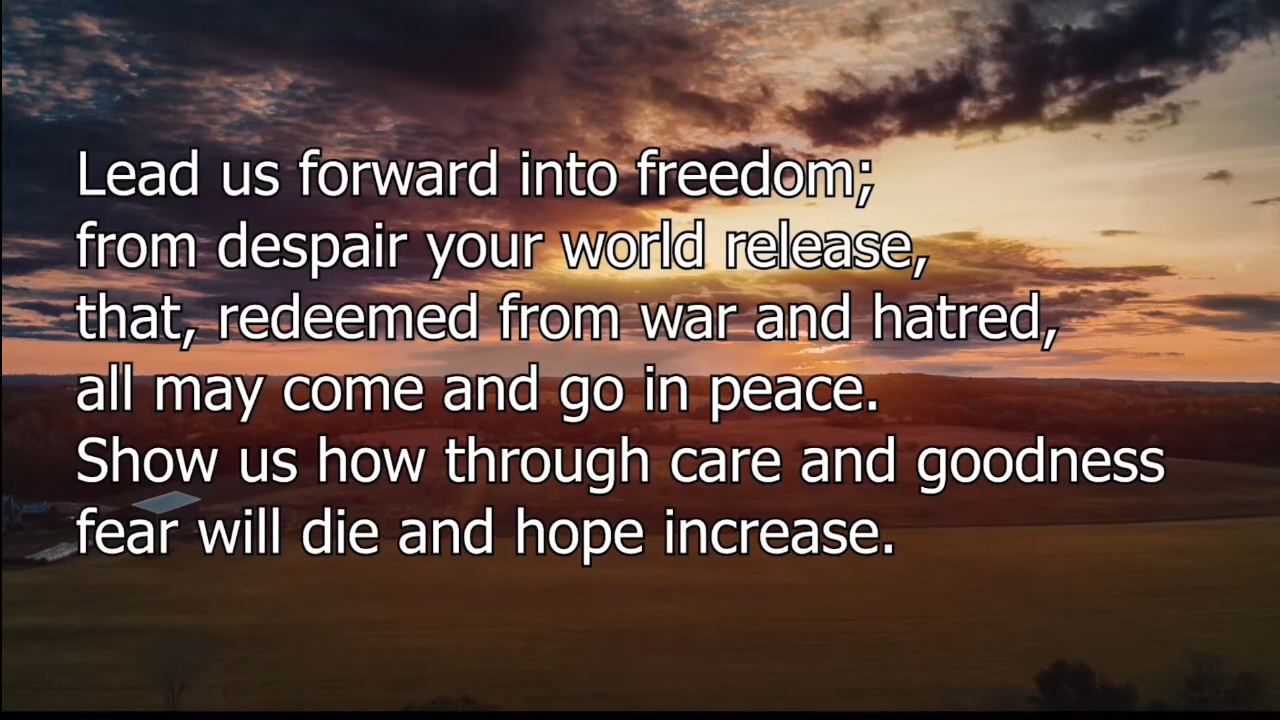 Lead us forward into freedom;
from despair your world release,
that, redeemed from war and hatred,
all may come and go in peace.
Show us how through care and goodness
fear will die and hope increase.